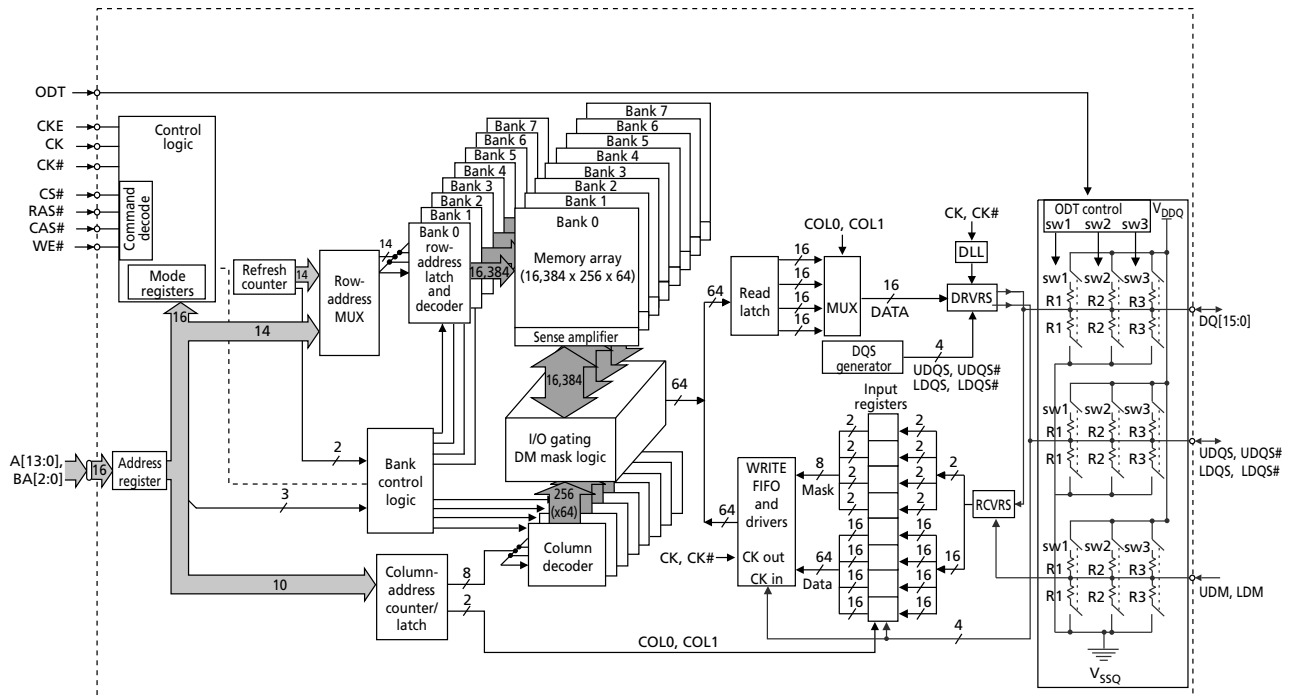 ODT
CKE
CK
CK#
CS#
RAS#
CAS#
WE#
Control
logic
Command
decode
Mode
registers
Refresh
counter
14
Row-
address
MUX
14
16
14
Bank 7
Bank 6
Bank 5
Bank 4
Bank 3
Bank 2
Bank 1
Bank 0
row-
address
latch
and
decoder
16,384
Bank 7
Bank 6
Bank 5
Bank 4
Bank 3
Bank 2
Bank 1
Bank 0
Memory array
(16,384 x 256 x 64)
Sense amplifier
16,384
I/O gating
DM mask logic
64
256
(x64)
Column
decoder
A[13:0],
BA[2:0]
16
Address
register
2
3
Bank
control
logic
10
Column-
address
counter/
latch
8
2
COL0, COL1
64
Read
latch
16
16
16
16
COL0, COL1
MUX
16
DATA
CK, CK#
DLL
DRVRS
DQS
generator
4
UDQS, UDQS#
LDQS, LDQS#
Input
registers
2
2
2
2
2
2
2
2
8
Mask
2
16
16
16
16
16
16
16
16
64
Data
16
64
WRITE
FIFO
and
drivers
CK out
CK in
CK, CK#
RCVRS
4
ODT control
VDDQ
sw1 sw2 sw3
sw1 sw2 sw3
R1 R2 R3
R1 R2 R3
DQ[15:0]
sw1 sw2 sw3
R1 R2 R3
R1 R2 R3
UDQS, UDQS#
LDQS, LDQS#
sw1 sw2 sw3
R1 R2 R3
R1 R2 R3
UDM, LDM
VSSQ